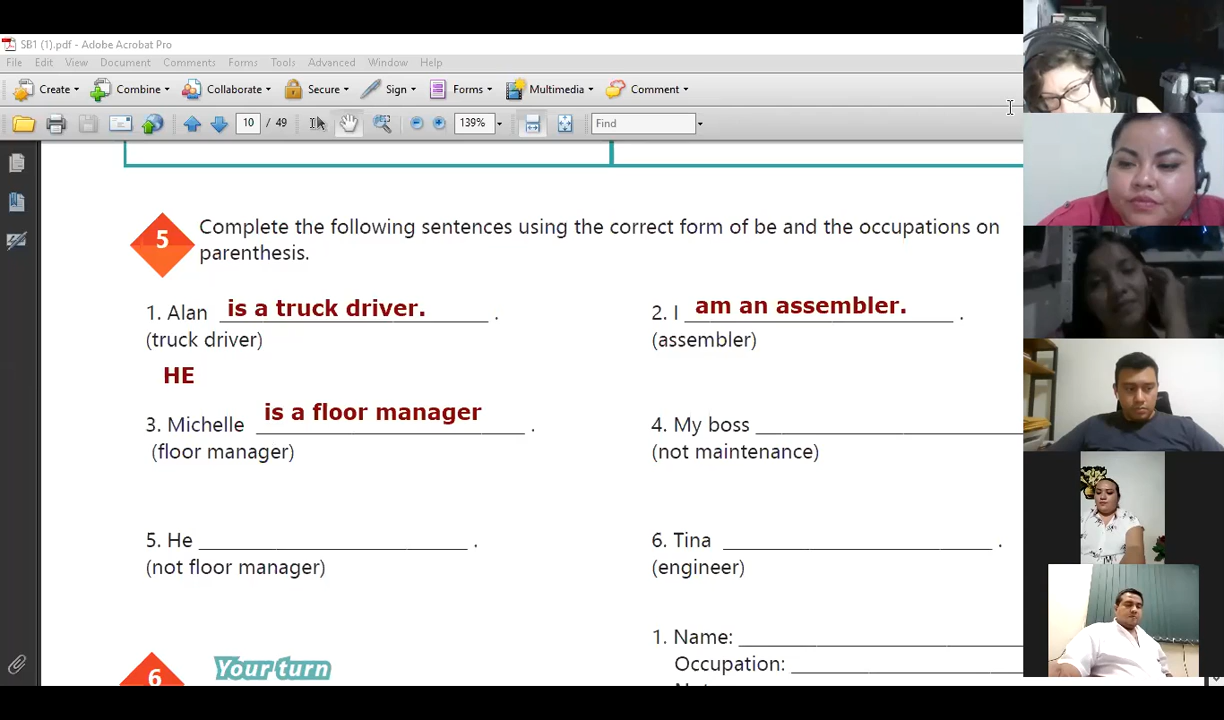 SB1 (1).pdf - Adobe Acrobat Pro
File Edit View Document Comments Forms Tools Advanced Window Help
Create Combine Collaborate Secure Sign Forms Multimedia Comment
10 / 49 139% Find
5
Complete the following sentences using the correct form of be and the occupations on
parenthesis.
1. Alan is a truck driver. .
(truck driver)
2. I am an assembler. .
(assembler)
HE
3. Michelle is a floor manager .
(floor manager)
4. My boss
(not maintenance)
5. He .
(not floor manager)
6. Tina .
(engineer)
6
Your turn
1. Name:
Occupation: